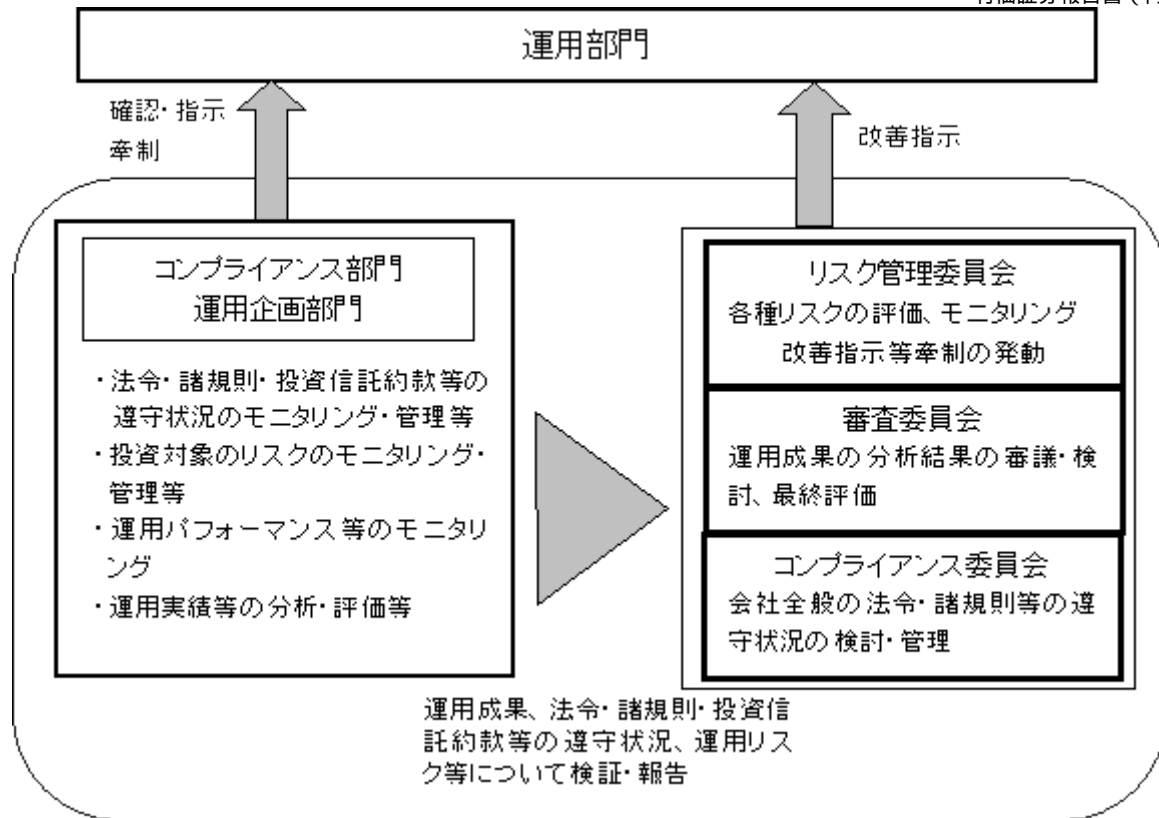 運用部門
確認・指示
牽制
改善指示
コンプライアンス部門
運用企画部門
・法令・諸規則・投資信託約款等の
遵守状況のモニタリング・管理等
・投資対象のリスクのモニタリング・
管理等
・運用パフォーマンス等のモニタリ
ング
・運用実績等の分析・評価等
リスク管理委員会
各種リスクの評価、モニタリング
改善指示等牽制の発動
審査委員会
運用成果の分析結果の審議・検
討、最終評価
コンプライアンス委員会
会社全般の法令・諸規則等の遵
守状況の検討・管理
運用成果、法令・諸規則・投資信
託約款等の遵守状況、運用リス
ク等について検証・報告